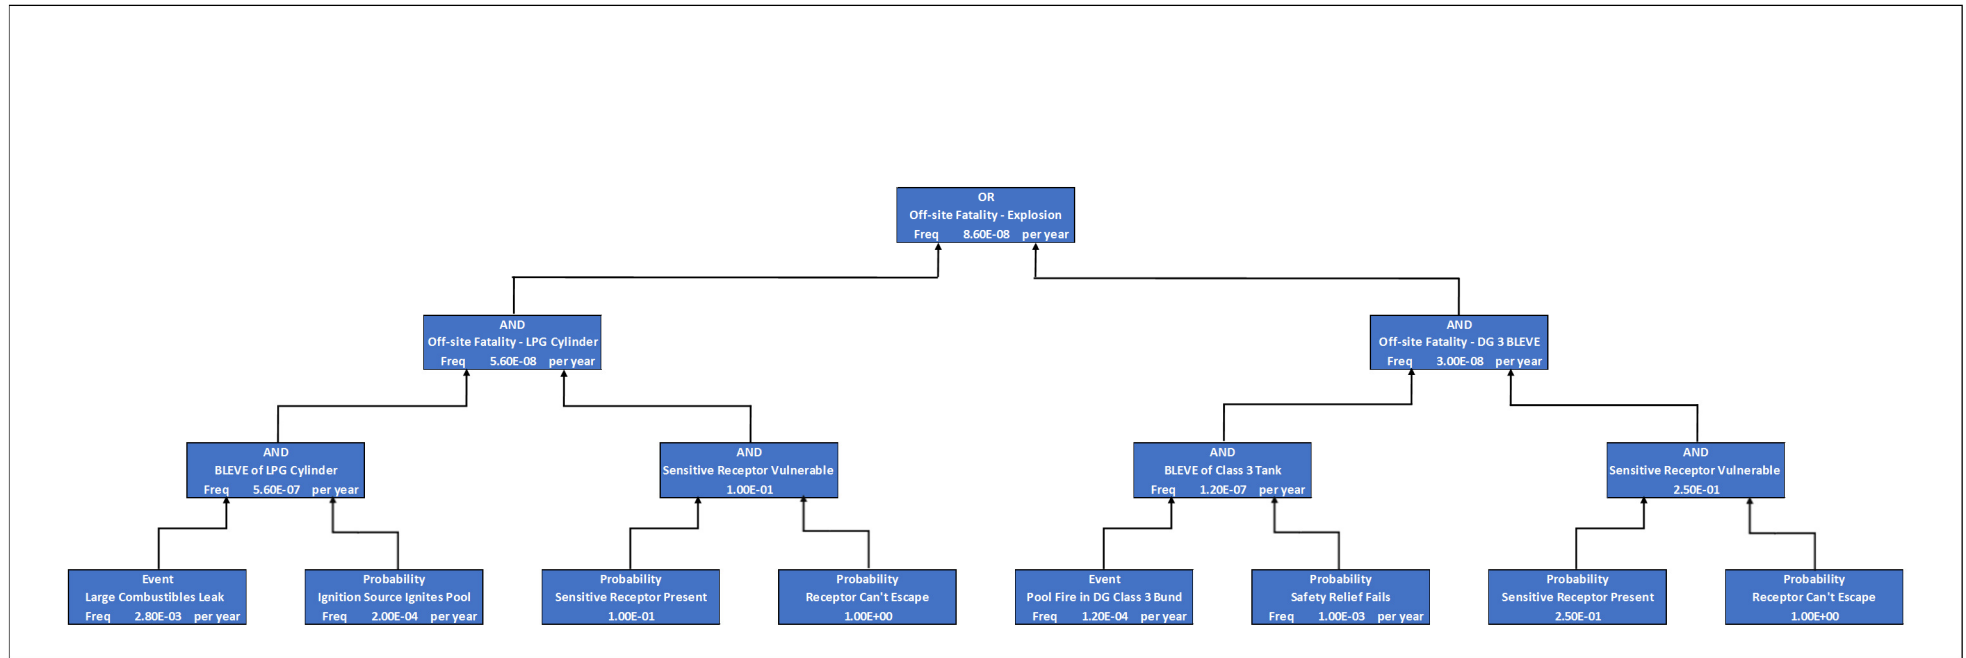 OR
Off-site Fatality - Explosion
Freq 8.60E-08 per year
AND
Off-site Fatality - LPG Cylinder
Freq 5.60E-08 per year
AND
Off-site Fatality - DG 3 BLEVE
Freq 3.00E-08 per year
AND
BLEVE of LPG Cylinder
Freq 5.60E-07 per year
AND
Sensitive Receptor Vulnerable
1.00E-01
AND
BLEVE of Class 3 Tank
Freq 1.20E-07 per year
AND
Sensitive Receptor Vulnerable
2.50E-01
Event
Large Combustibles Leak
Freq 2.80E-03 per year
Probability
Ignition Source Ignites Pool
Freq 2.00E-04 per year
Probability
Sensitive Receptor Present
1.00E-01
Probability
Receptor Can't Escape
1.00E+00
Event
Pool Fire in DG Class 3 Bund
Freq 1.20E-04 per year
Probability
Safety Relief Fails
Freq 1.00E-03 per year
Probability
Sensitive Receptor Present
2.50E-01
Probability
Receptor Can't Escape
1.00E+00